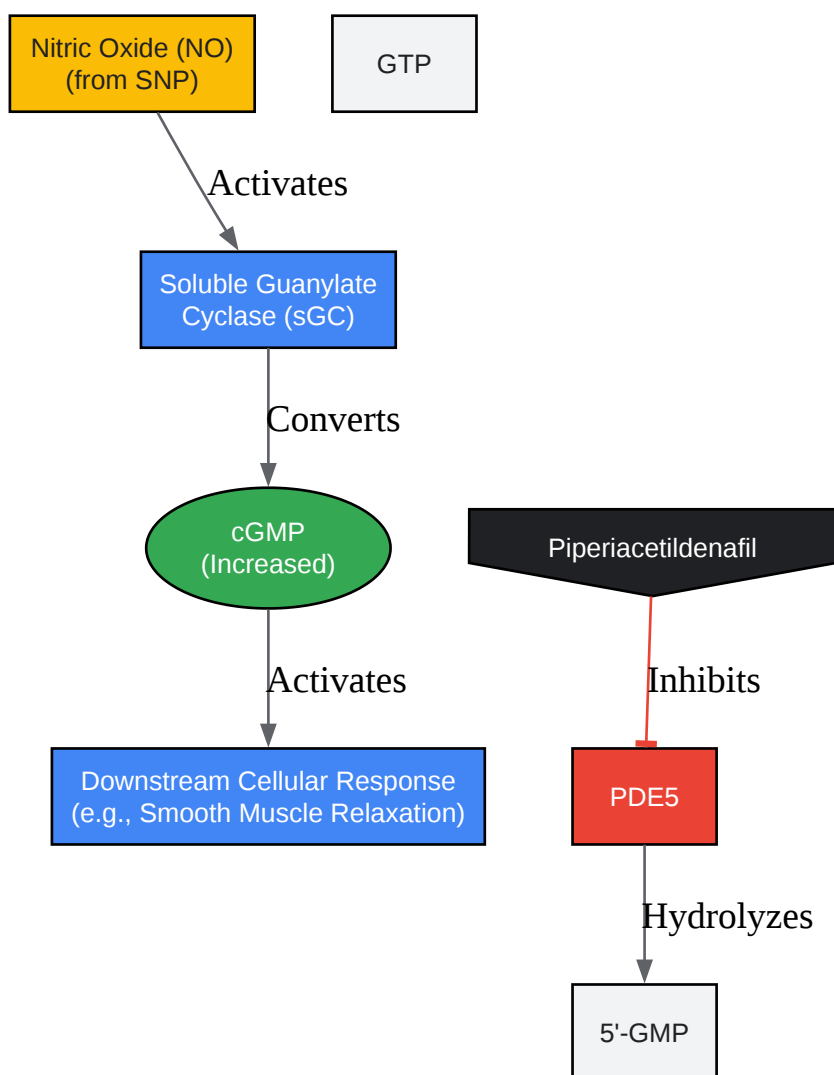 Nitric Oxide (NO)
(from SNP)
GTP
Activates
Soluble Guanylate
Cyclase (sGC)
Converts
cGMP
(Increased)
Piperiacetildenafil
Activates
Inhibits
Downstream Cellular Response
(e.g., Smooth Muscle Relaxation)
PDE5
Hydrolyzes
5'-GMP